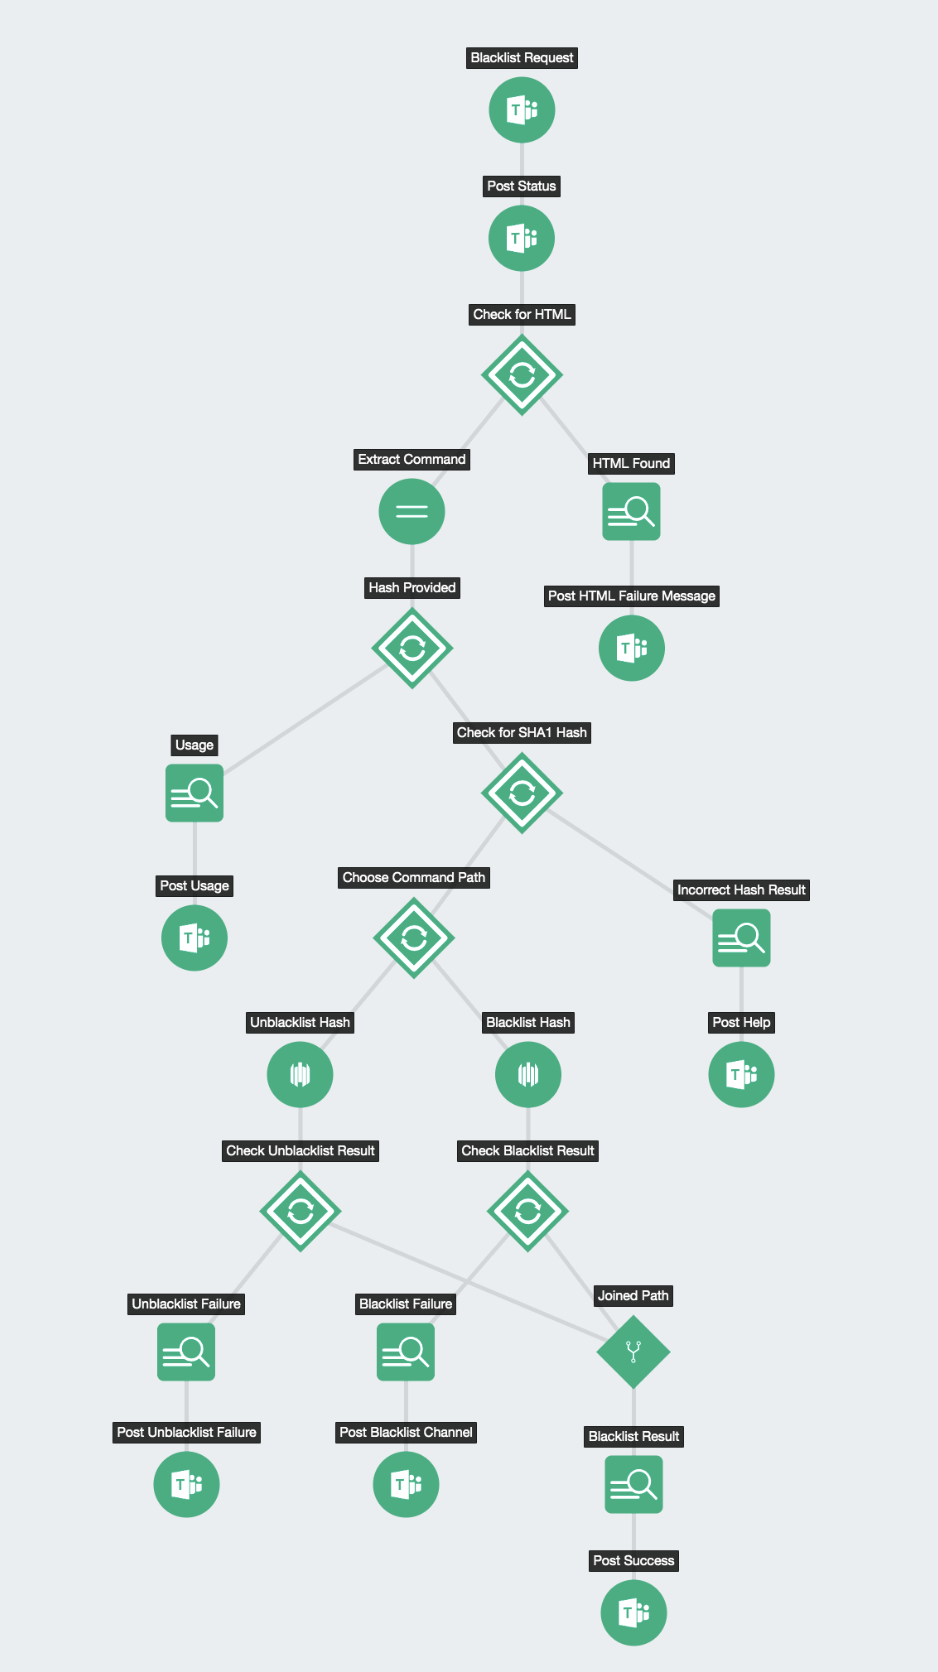 Blacklist Request
T
Post Status
T
Check for HTML
Extract Command
HTML Found
Hash Provided
Post HTML Failure Message
T
Check for SHA1 Hash
Usage
Choose Command Path
Post Usage
Incorrect Hash Result
T
Unblacklist Hash
Blacklist Hash
Post Help
T
Check Unblacklist Result
Check Blacklist Result
Joined Path
Unblacklist Failure
Blacklist Failure
Post Unblacklist Failure
Post Blacklist Channel
Blacklist Result
T
T
Post Success
T